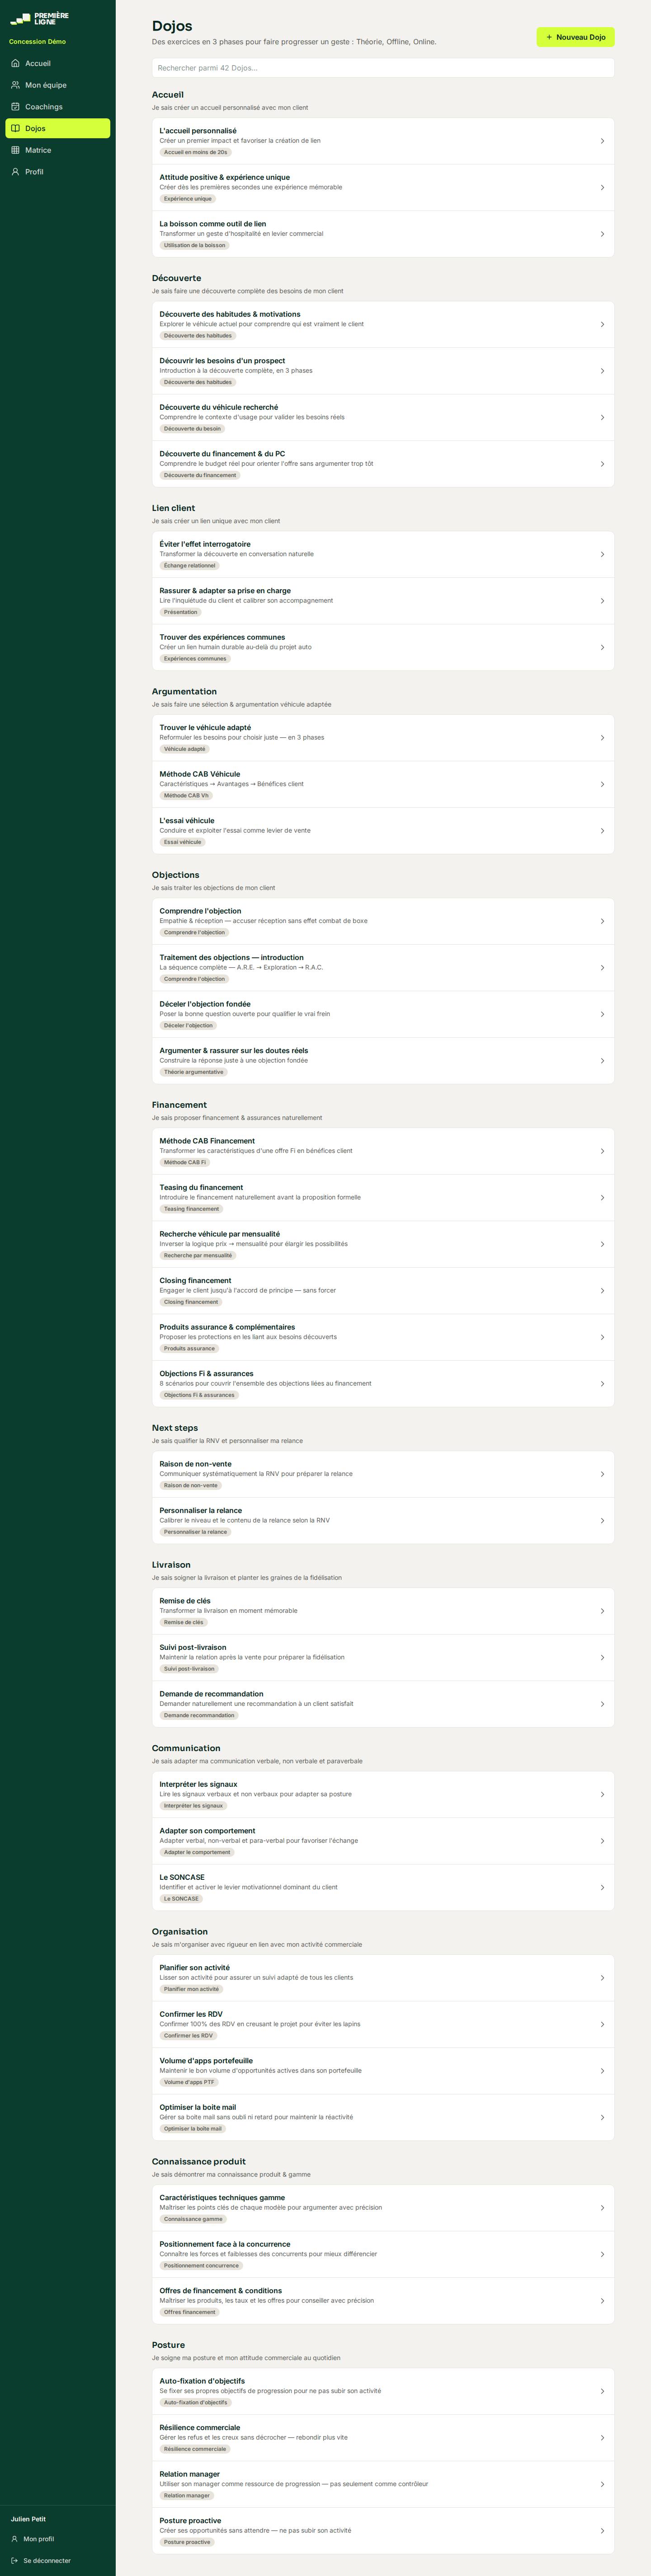 PREMIÈRE
LIGNE
Concession Démo
Accueil
Mon équipe
Coachings
Dojos
Matrice
Profil
Dojos
Des exercices en 3 phases pour faire progresser un geste : Théorie, Offline, Online.
+ Nouveau Dojo
Rechercher parmi 42 Dojos...
Accueil
Je sais créer un accueil personnalisé avec mon client
L'accueil personnalisé
Créer un premier impact et favoriser la création de lien
Accueil en moins de 20s
Attitude positive & expérience unique
Créer dès les premières secondes une expérience mémorable
Expérience unique
La boisson comme outil de lien
Transformer un geste d'hospitalité en levier commercial
Utilisation de la boisson
Découverte
Je sais faire une découverte complète des besoins de mon client
Découverte des habitudes & motivations
Explorer le véhicule actuel pour comprendre qui est vraiment le client
Découverte des habitudes
Découvrir les besoins d'un prospect
Introduction à la découverte complète, en 3 phases
Découverte des habitudes
Découverte du véhicule recherché
Comprendre le contexte d'usage pour valider les besoins réels
Découverte du besoin
Découverte du financement & du PC
Comprendre le budget réel pour orienter l'offre sans argumenter trop tôt
Découverte du financement
Lien client
Je sais créer un lien unique avec mon client
Éviter l'effet interrogatoire
Transformer la découverte en conversation naturelle
Échange relationnel
Rassurer & adapter sa prise en charge
Lire l'inquiétude du client et calibrer son accompagnement
Présentation
Trouver des expériences communes
Créer un lien humain durable au-delà du projet auto
Expériences communes
Argumentation
Je sais faire une sélection & argumentation véhicule adaptée
Trouver le véhicule adapté
Reformuler les besoins pour choisir juste — en 3 phases
Véhicule adapté
Méthode CAB Véhicule
Caractéristiques → Avantages → Bénéfices client
Méthode CAB Vh
L'essai véhicule
Conduire et exploiter l'essai comme levier de vente
Essai véhicule
Objections
Je sais traiter les objections de mon client
Comprendre l'objection
Empathie & réception — accuser réception sans effet combat de boxe
Comprendre l'objection
Traitement des objections — introduction
La séquence complète — A.R.E. → Exploration → R.A.C.
Comprendre l'objection
Déceler l'objection fondée
Poser la bonne question ouverte pour qualifier le vrai frein
Déceler l'objection
Argumenter & rassurer sur les doutes réels
Construire la réponse juste à une objection fondée
Théorie argumentative
Financement
Je sais proposer financement & assurances naturellement
Méthode CAB Financement
Transformer les caractéristiques d'une offre Fi en bénéfices client
Méthode CAB Fi
Teasing du financement
Introduire le financement naturellement avant la proposition formelle
Teasing financement
Recherche véhicule par mensualité
Inverser la logique prix → mensualité pour élargir les possibilités
Recherche par mensualité
Closing financement
Engager le client jusqu'à l'accord de principe — sans forcer
Closing financement
Produits assurance & complémentaires
Proposer les protections en les liant aux besoins découverts
Produits assurance
Objections Fi & assurances
8 scénarios pour couvrir l'ensemble des objections liées au financement
Objections Fi & assurances
Next steps
Je sais qualifier la RNV et personnaliser ma relance
Raison de non-vente
Communiquer systématiquement la RNV pour préparer la relance
Raison de non-vente
Personnaliser la relance
Calibrer le niveau et le contenu de la relance selon la RNV
Personnaliser la relance
Livraison
Je sais soigner la livraison et planter les graines de la fidélisation
Remise de clés
Transformer la livraison en moment mémorable
Remise de clés
Suivi post-livraison
Maintenir la relation après la vente pour préparer la fidélisation
Suivi post-livraison
Demande de recommandation
Demander naturellement une recommandation à un client satisfait
Demande recommandation
Communication
Je sais adapter ma communication verbale, non verbale et paraverbale
Interpréter les signaux
Lire les signaux verbaux et non verbaux pour adapter sa posture
Interpréter les signaux
Adapter son comportement
Adapter verbal, non-verbal et para-verbal pour favoriser l'échange
Adapter le comportement
Le SONCASE
Identifier et activer le levier motivationnel dominant du client
Le SONCASE
Organisation
Je sais m'organiser avec rigueur en lien avec mon activité commerciale
Planifier son activité
Lisser son activité pour assurer un suivi adapté de tous les clients
Planifier mon activité
Confirmer les RDV
Confirmer 100% des RDV en creusant le projet pour éviter les lapins
Confirmer les RDV
Volume d'apps portefeuille
Maintenir le bon volume d'opportunités actives dans son portefeuille
Volume d'apps PTF
Optimiser la boite mail
Gérer sa boite mail sans oubli ni retard pour maintenir la réactivité
Optimiser la boite mail
Connaissance produit
Je sais démontrer ma connaissance produit & gamme
Caractéristiques techniques gamme
Maîtriser les points clés de chaque modèle pour argumenter avec précision
Connaissance gamme
Positionnement face à la concurrence
Connaître les forces et faiblesses des concurrents pour mieux différencier
Positionnement concurrence
Offres de financement & conditions
Maîtriser les produits, les taux et les offres pour conseiller avec précision
Offres financement
Posture
Je soigne ma posture et mon attitude commerciale au quotidien
Auto-fixation d'objectifs
Se fixer ses propres objectifs de progression pour ne pas subir son activité
Auto-fixation d'objectifs
Résilience commerciale
Gérer les refus et les creux sans décrocher — rebondir plus vite
Résilience commerciale
Relation manager
Utiliser son manager comme ressource de progression — pas seulement comme contrôleur
Relation manager
Posture proactive
Créer ses opportunités sans attendre — ne pas subir son activité
Posture proactive
Julien Petit
Mon profil
Se déconnecter